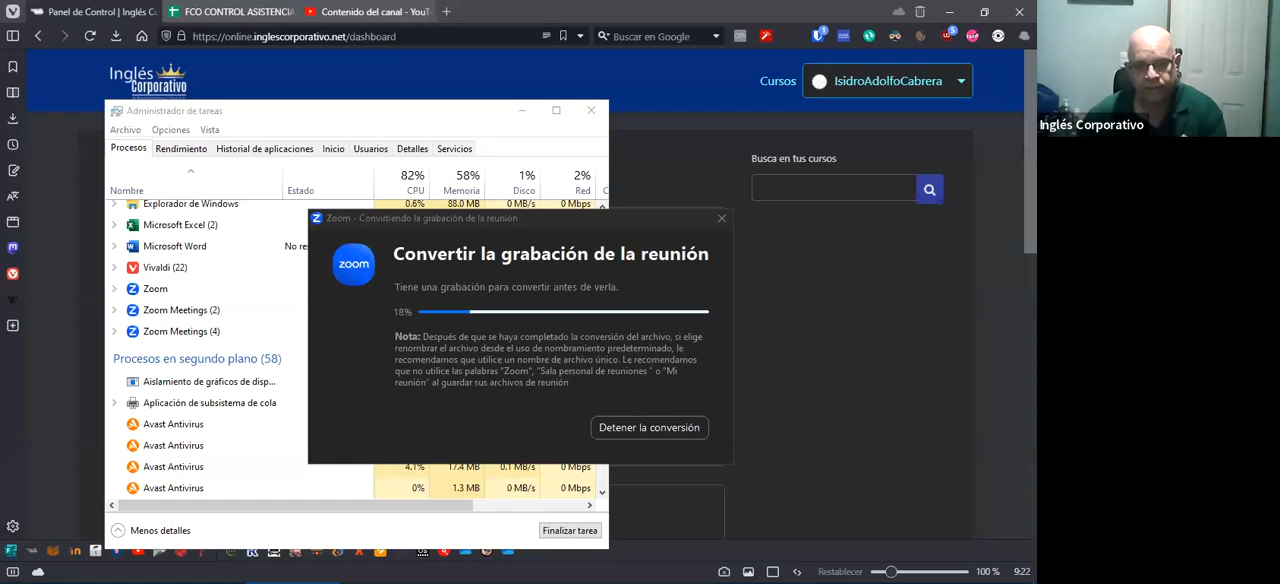 Panel de Control | Inglés C
FCO CONTROL ASISTENCIA
Contenido del canal - YouT
https://online.inglescorporativo.net/dashboard
Buscar en Google
Inglés
Corporativo
Cursos
IsidroAdolfoCabrera
Inglés Corporativo
Busca en tus cursos
Administrador de tareas
Archivo Opciones Vista
Procesos Rendimiento Historial de aplicaciones Inicio Usuarios Detalles Servicios
82% 58% 1% 2%
Nombre Estado CPU Memoria Disco Red
Explorador de Windows 0.6% 88.0 MB 0 MB/s 0 Mbps
Microsoft Excel (2)
Microsoft Word No res
Vivaldi (22)
Zoom
Zoom Meetings (2)
Zoom Meetings (4)
Procesos en segundo plano (58)
Aislamiento de gráficos de disp...
Aplicación de subsistema de cola
Avast Antivirus
Avast Antivirus
Avast Antivirus 4.1% 17.4 MB 0.1 MB/s 0 Mbps
Avast Antivirus 0% 1.3 MB 0 MB/s 0 Mbps
Menos detalles
Finalizar tarea
Zoom - Convirtiendo la grabación de la reunión
zoom
Convertir la grabación de la reunión
Tiene una grabación para convertir antes de verla.
18%
Nota: Después de que se haya completado la conversión del archivo, si elige
renombrar el archivo desde el uso de nombramiento predeterminado, le
recomendamos que utilice un nombre de archivo único. Le recomendamos
que no utilice las palabras "Zoom", "Sala personal de reuniones " o "Mi
reunión" al guardar sus archivos de reunión
Detener la conversión
Restablecer
100 %
9:22